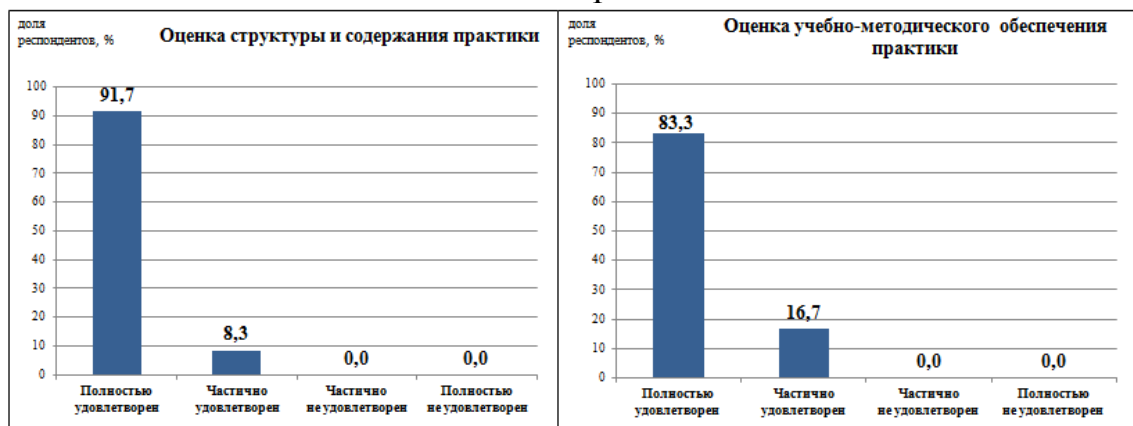 доля
респондентов, %
Оценка структуры и содержания практики
100
90
80
70
60
50
40
30
20
10
0
91,7
8,3
0,0
0,0
Полностью
удовлетворен
Частично
удовлетворен
Частично
не удовлетворен
Полностью
не удовлетворен
доля
респондентов, %
Оценка учебно-методического обеспечения
практики
100
90
80
70
60
50
40
30
20
10
0
83,3
16,7
0,0
0,0
Полностью
удовлетворен
Частично
удовлетворен
Частично
не удовлетворен
Полностью
не удовлетворен